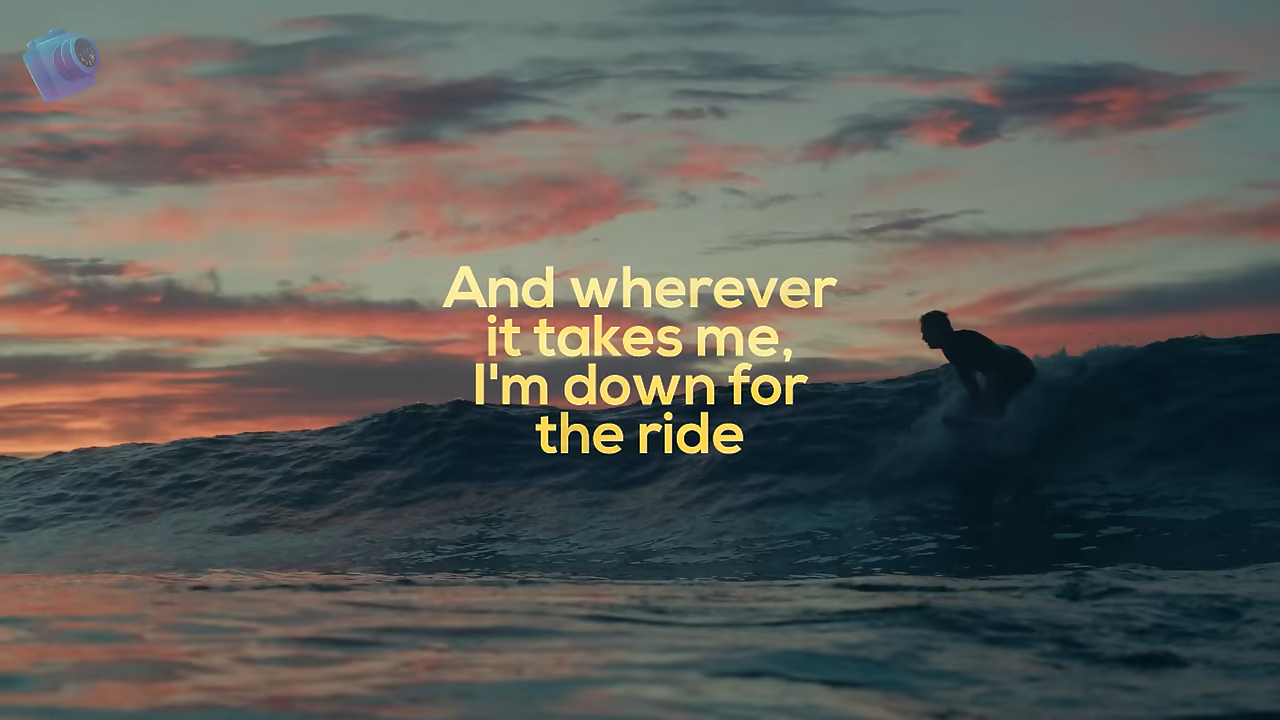 And wherever
it takes me,
I'm down for
the ride